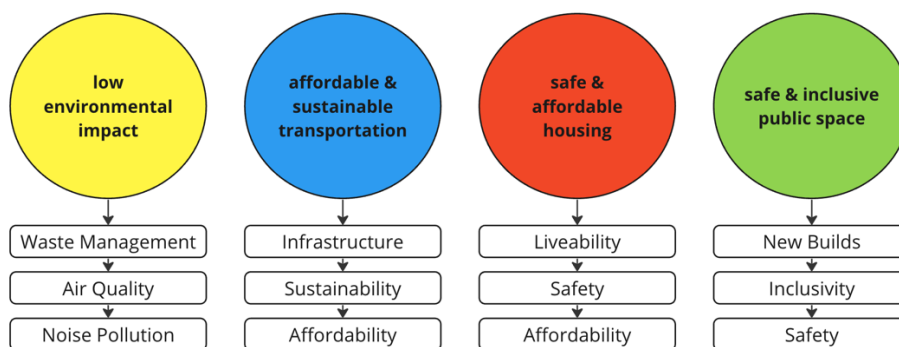 low
environmental
impact
affordable &
sustainable
transportation
safe &
affordable
housing
safe & inclusive
public space
Waste Management
Air Quality
Noise Pollution
Infrastructure
Sustainability
Affordability
Liveability
Safety
Affordability
New Builds
Inclusivity
Safety